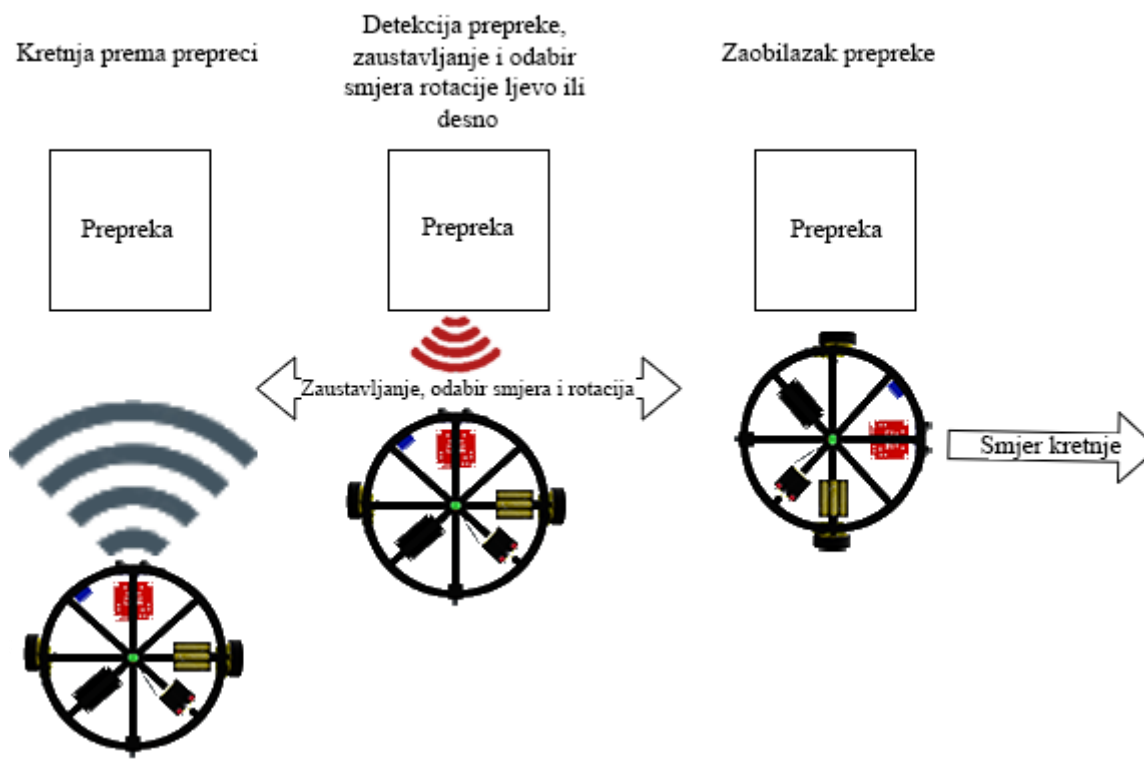 Kretnja prema prepreci
Detekcija prepreke,
zaustavljanje i odabir
smjera rotacije ljevo ili
desno
Zaobilazak prepreke
Prepreka
Prepreka
Prepreka
Zaustavljanje, odabir smjera i rotacija
Smjer kretnje